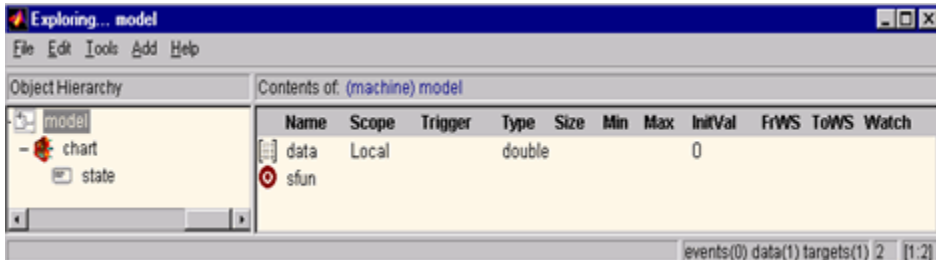 Exploring... model
File Edit Tools Add Help
Object Hierarchy
Contents of: (machine) model
model
chart
state
Name Scope Trigger Type Size Min Max InitVal FrWS ToWS Watch
data Local double 0
sfun
events(0) data(1) targets(1) 2 [1:2]